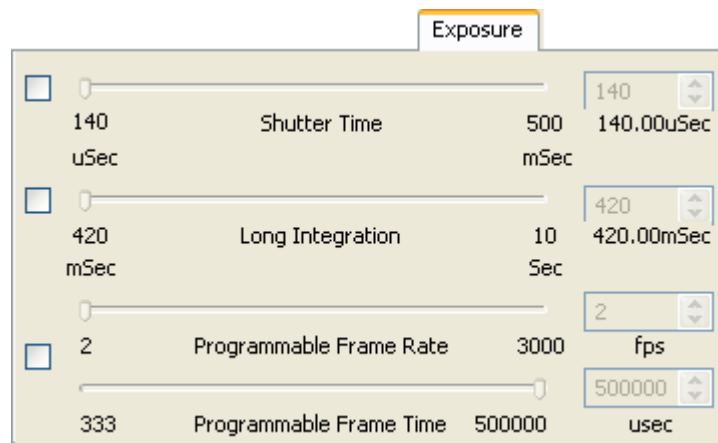 Exposure
140
140 Shutter Time 500 140.00uSec
uSec mSec
420
420 Long Integration 10 420.00mSec
mSec Sec
2
2 Programmable Frame Rate 3000 fps
500000
333 Programmable Frame Time 500000 usec